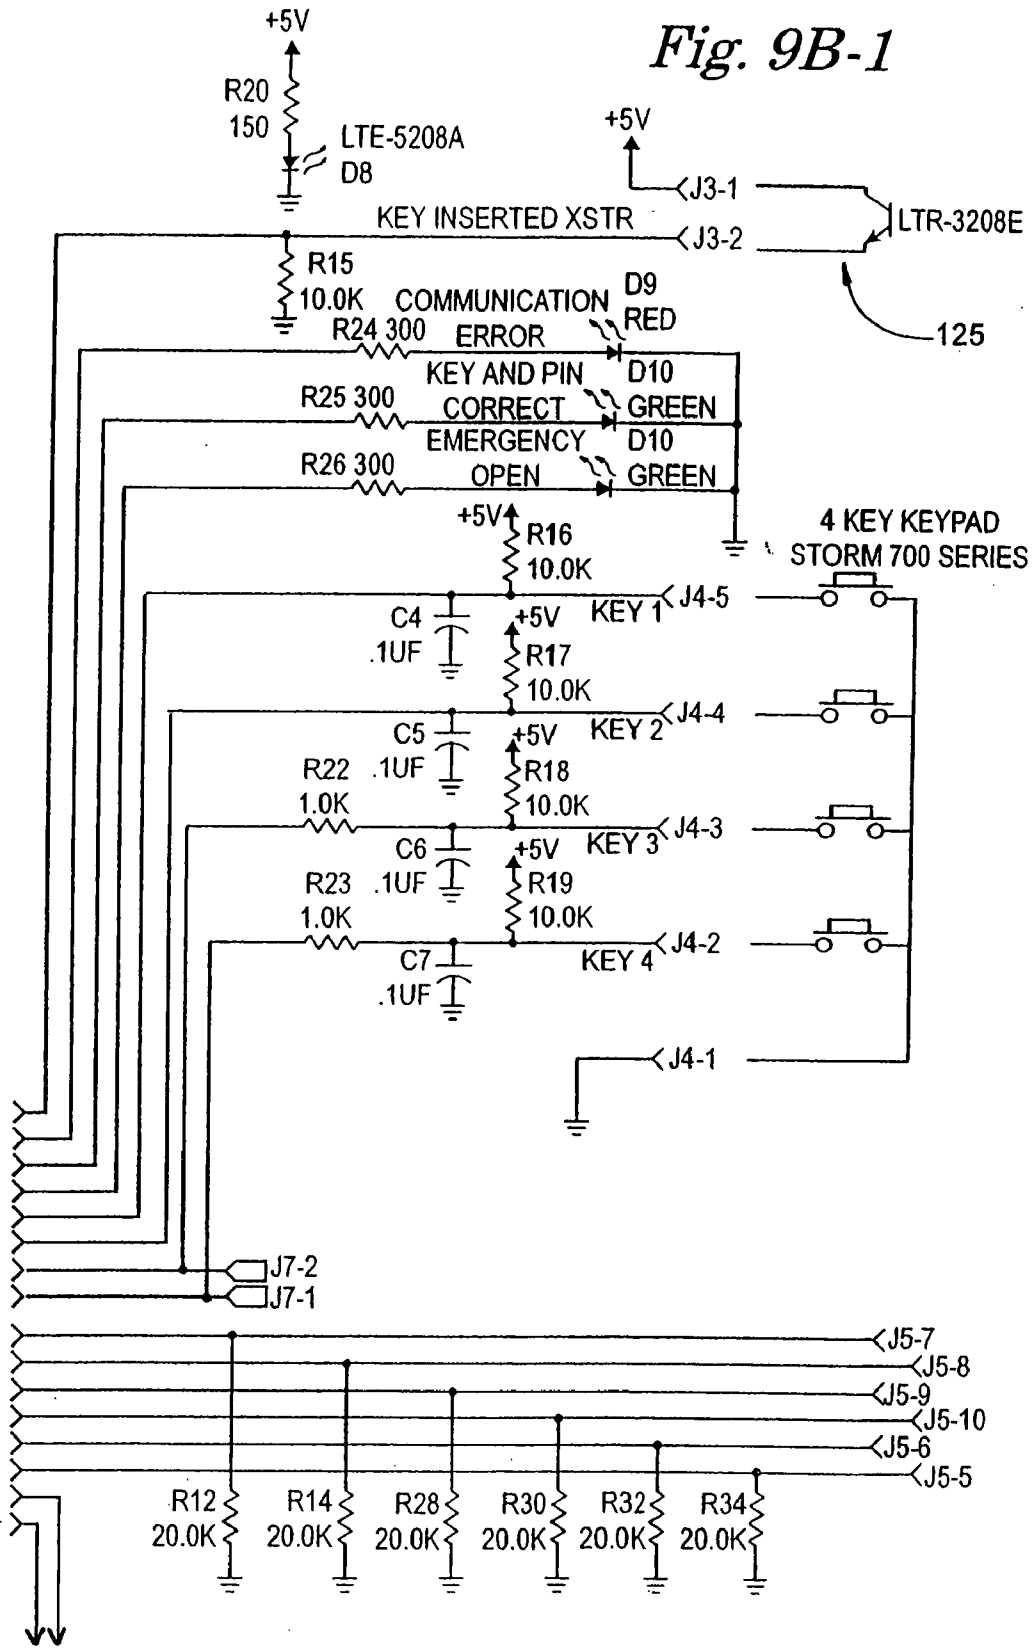 Fig. 9B-1
+5V
R20
150
LTE-5208A
D8
+5V
J3-1
KEY INSERTED XSTR
J3-2
LTR-3208E
R15
10.0K
125
R24 300
COMMUNICATION
ERROR
D9
RED
R25 300
KEY AND PIN
CORRECT
D10
GREEN
R26 300
EMERGENCY
OPEN
D10
GREEN
4 KEY KEYPAD
STORM 700 SERIES
+5V
R16
10.0K
C4
.1UF
KEY 1
J4-5
+5V
R17
10.0K
C5
.1UF
KEY 2
J4-4
+5V
R18
10.0K
R22
1.0K
C6
.1UF
KEY 3
J4-3
+5V
R19
10.0K
R23
1.0K
C7
.1UF
KEY 4
J4-2
J4-1
J7-2
J7-1
J5-7
J5-8
J5-9
J5-10
J5-6
J5-5
R12
20.0K
R14
20.0K
R28
20.0K
R30
20.0K
R32
20.0K
R34
20.0K